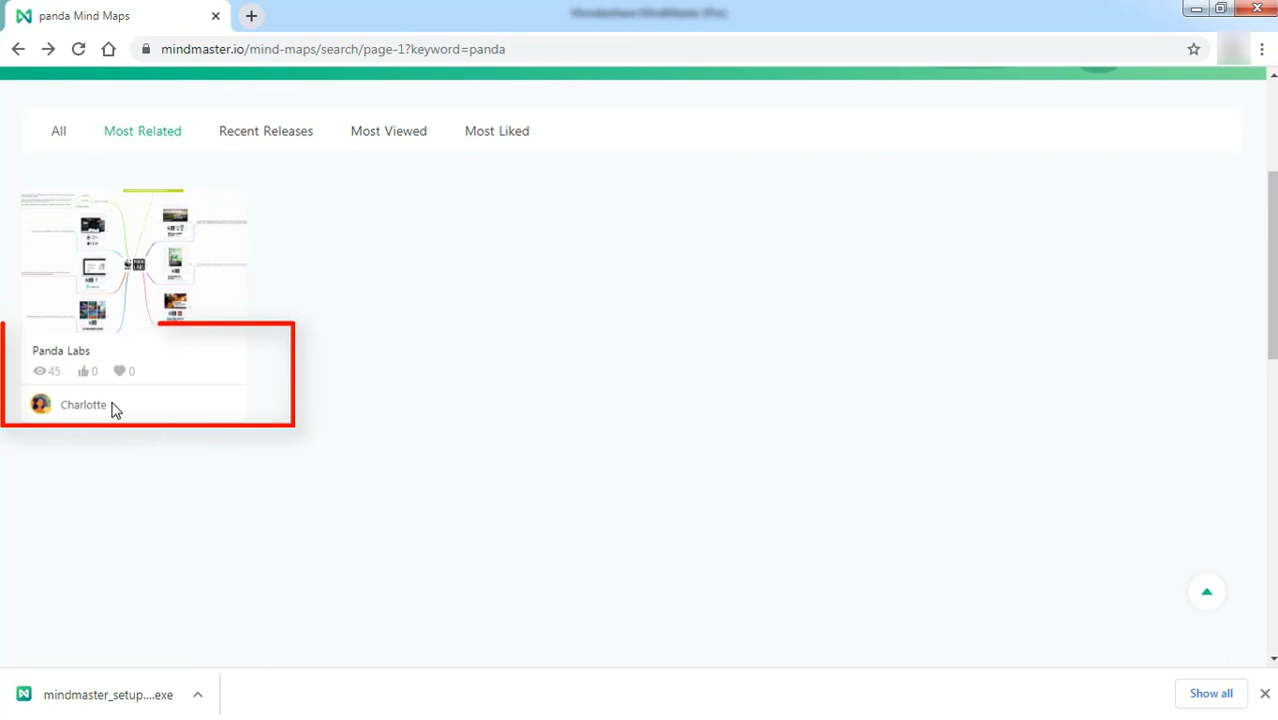 panda Mind Maps
mindmaster.io/mind-maps/search/page-1?keyword=panda
All Most Related Recent Releases Most Viewed Most Liked
Panda Labs
45 0 0
Charlotte
mindmaster_setup....exe
Show all